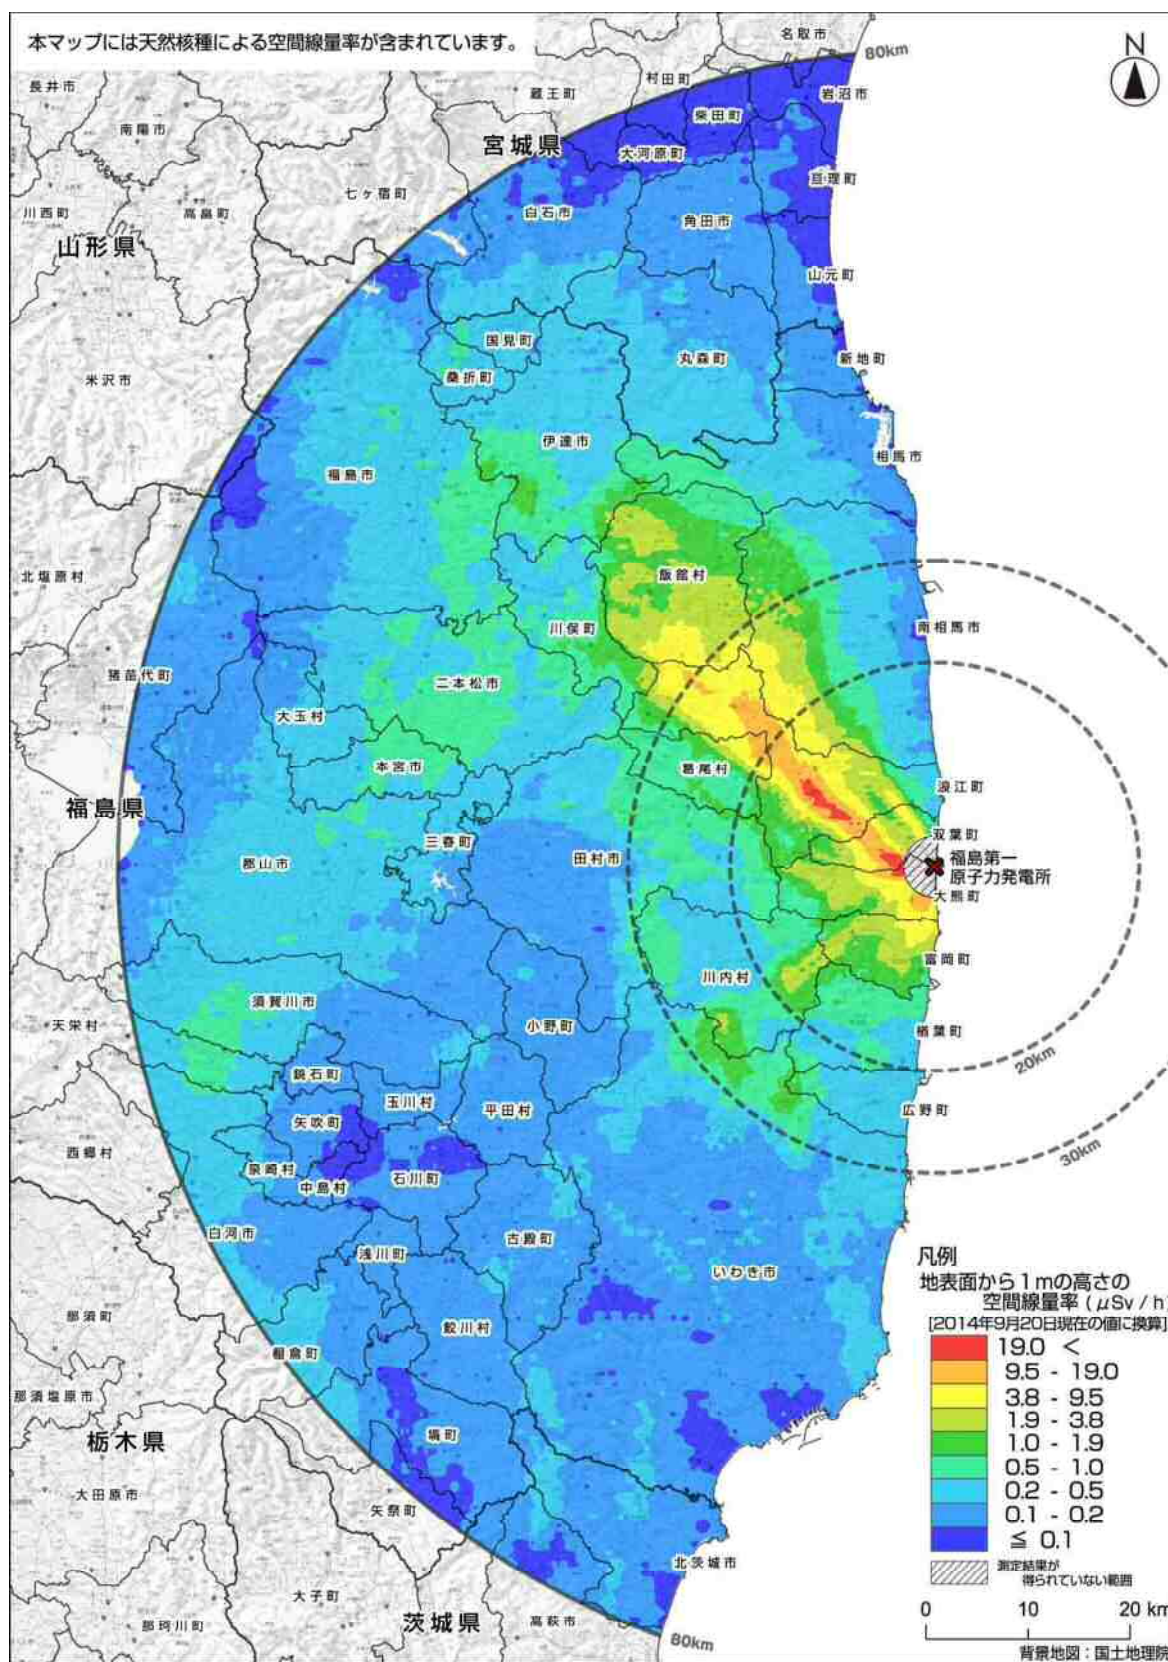 本マップには天然核種による空間線量率が含まれています。
名取市
80km
N
長井市
村田町
蔵王町
岩沼市
柴田町
南陽市
宮城県
大河原町
亘理町
七ヶ宿町
川西町
高畠町
白石市
角田市
山形県
山元町
国見町
丸森町
新地町
米沢市
桑折町
伊達市
相馬市
福島市
北塩原村
飯舘村
川俣町
南相馬市
猪苗代町
二本松市
大玉村
本宮市
葛尾村
浪江町
福島県
双葉町
三春町
田村市
郡山市
福島第一
原子力発電所
大熊町
富岡町
川内村
須賀川市
天栄村
小野町
楢葉町
20km
鏡石町
玉川村
平田村
広野町
矢吹町
西郷村
泉崎村
30km
中島村
石川町
白河市
古殿町
浅川町
いわき市
那須町
鮫川村
棚倉町
那須塩原市
栃木県
塙町
大田原市
矢祭町
北茨城市
大子町
茨城県
高萩市
那珂川町
80km
凡例
地表面から1mの高さの
空間線量率 (μSv / h)
[2014年9月20日現在の値に換算]
19.0 <
9.5 - 19.0
3.8 - 9.5
1.9 - 3.8
1.0 - 1.9
0.5 - 1.0
0.2 - 0.5
0.1 - 0.2
≦ 0.1
測定結果が
得られていない範囲
0 10 20 km
背景地図：国土地理院